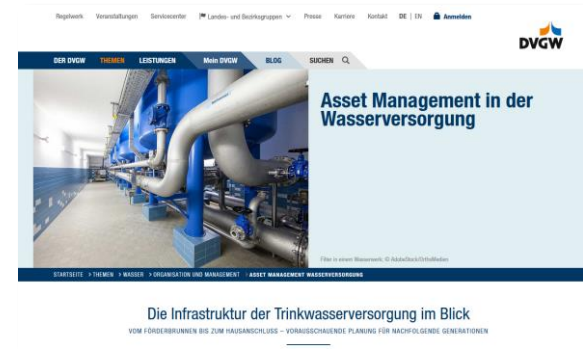 Regelwerk Veranstaltungen Servicecenter Landes- und Bezirksgruppen Presse Karriere Kontakt DE | EN Anmelden
DVGW
DER DVGW THEMEN LEISTUNGEN Mein DVGW BLOG SUCHEN
Asset Management in der
Wasserversorgung
Filter in einem Wasserwerk; © AdobeStock/OrthsMedien
STARTSEITE > THEMEN > WASSER > ORGANISATION UND MANAGEMENT > ASSET MANAGEMENT WASSERVERSORGUNG
Die Infrastruktur der Trinkwasserversorgung im Blick
VOM FÖRDERBRUNNEN BIS ZUM HAUSANSCHLUSS – VORAUSSCHAUENDE PLANUNG FÜR NACHFOLGENDE GENERATIONEN